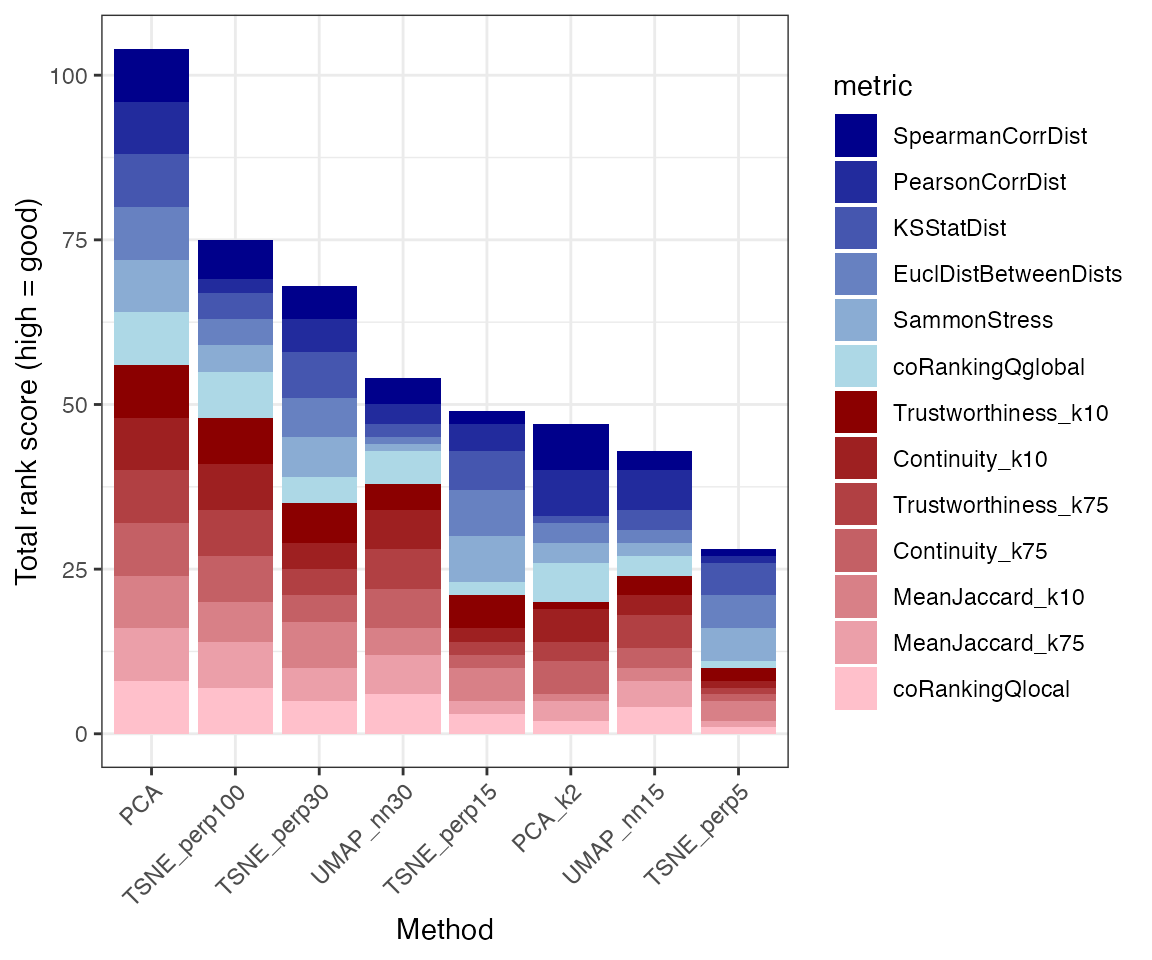 Total rank score (high = good)
100
75
50
25
0
PCA
TSNE_perp100
TSNE_perp30
UMAP_nn30
TSNE_perp15
PCA_k2
UMAP_nn15
TSNE_perp5
Method
metric
SpearmanCorrDist
PearsonCorrDist
KSStatDist
EuclDistBetweenDists
SammonStress
coRankingQglobal
Trustworthiness_k10
Continuity_k10
Trustworthiness_k75
Continuity_k75
MeanJaccard_k10
MeanJaccard_k75
coRankingQlocal